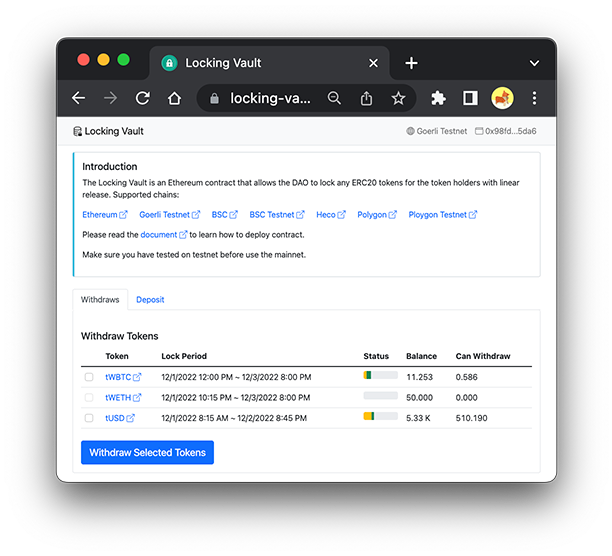 Locking Vault
locking-va...
Locking Vault Goerli Testnet 0x98fd...5da6
Introduction
The Locking Vault is an Ethereum contract that allows the DAO to lock any ERC20 tokens for the token holders with linear
release. Supported chains:
Ethereum Goerli Testnet BSC BSC Testnet Heco Polygon Ploygon Testnet
Please read the document to learn how to deploy contract.
Make sure you have tested on testnet before use the mainnet.
Withdraws Deposit
Withdraw Tokens
Token Lock Period Status Balance Can Withdraw
tWBTC 12/1/2022 12:00 PM ~ 12/3/2022 8:00 PM 11.253 0.586
tWETH 12/1/2022 10:15 PM ~ 12/3/2022 8:00 PM 50.000 0.000
tUSD 12/1/2022 8:15 AM ~ 12/2/2022 8:45 PM 5.33 K 510.190
Withdraw Selected Tokens